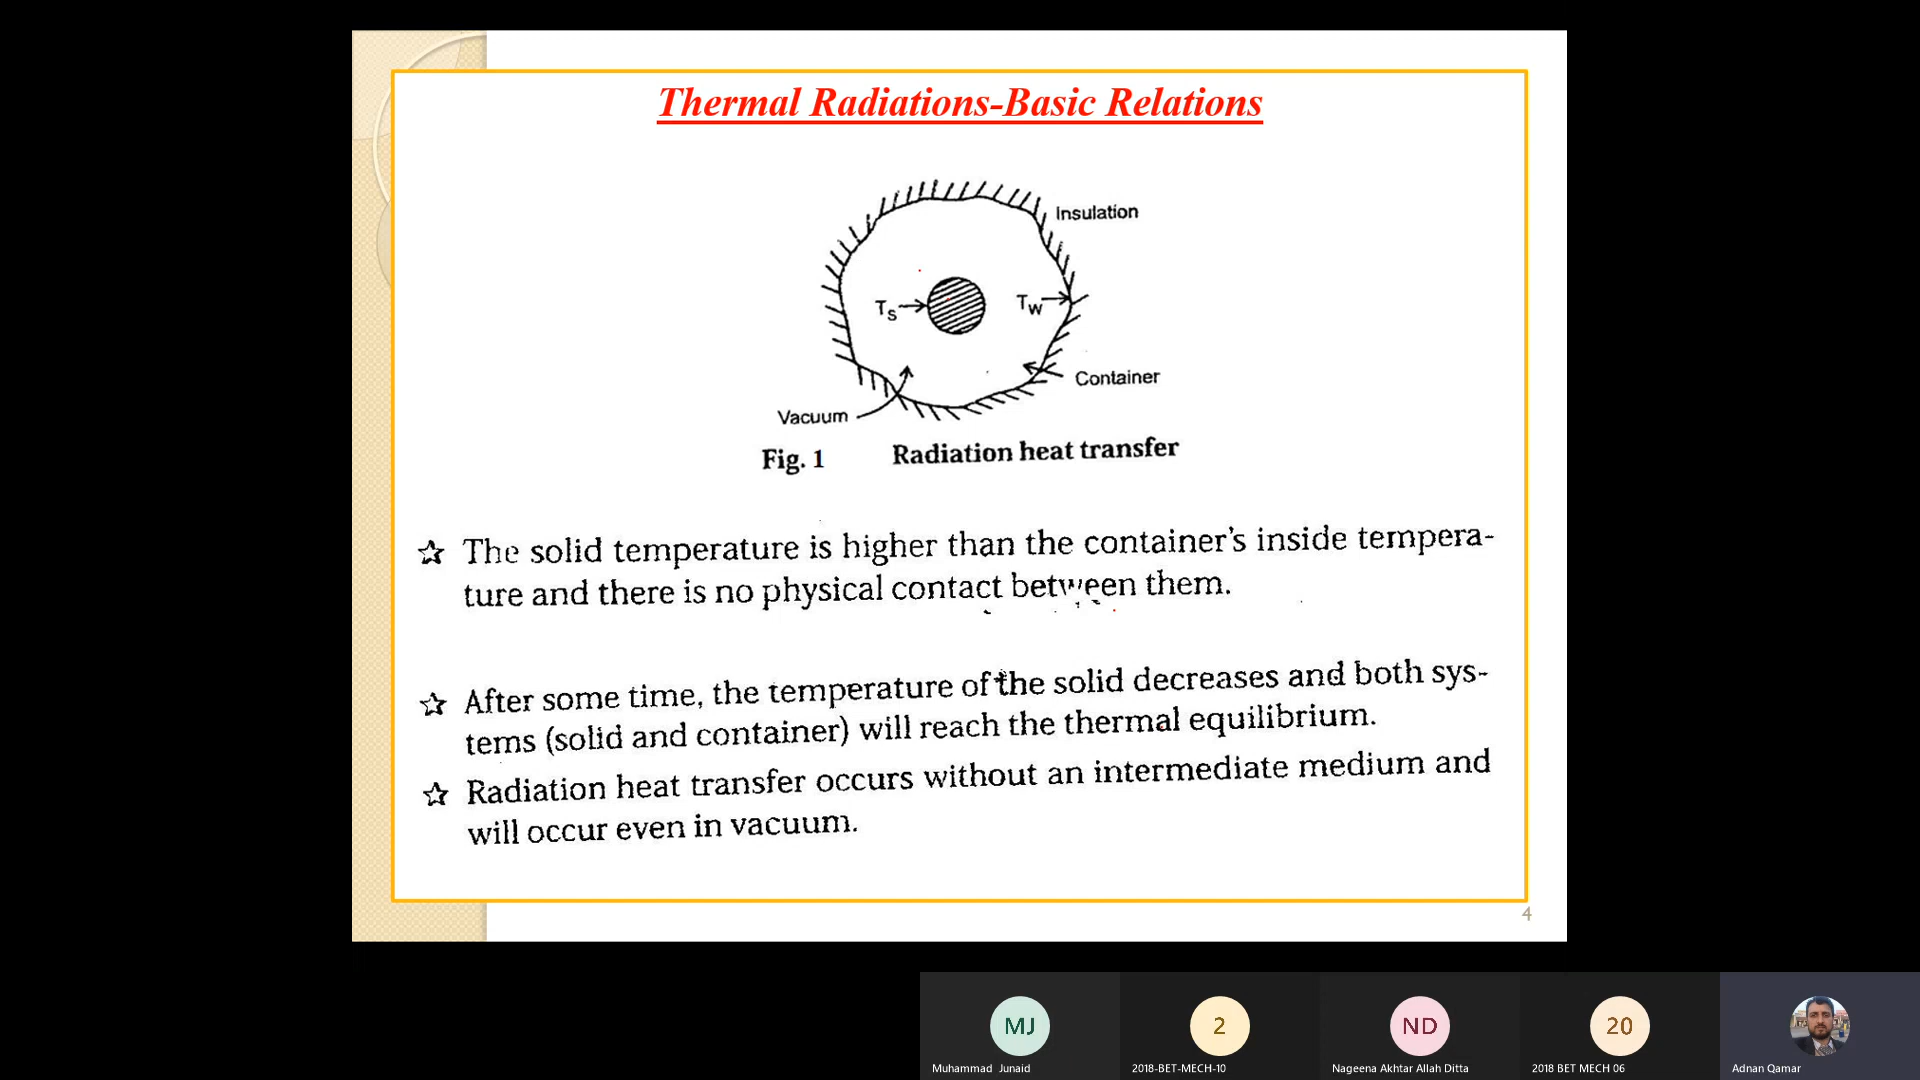 Thermal Radiations-Basic Relations
Insulation
Ts
Tw
Container
Vacuum
Fig. 1 Radiation heat transfer
☆ The solid temperature is higher than the container's inside tempera-
ture and there is no physical contact between them.
☆ After some time, the temperature of the solid decreases and both sys-
tems (solid and container) will reach the thermal equilibrium.
☆ Radiation heat transfer occurs without an intermediate medium and
will occur even in vacuum.
4
MJ
2
ND
20
Muhammad Junaid
2018-BET-MECH-10
Nageena Akhtar Allah Ditta
2018 BET MECH 06
Adnan Qamar